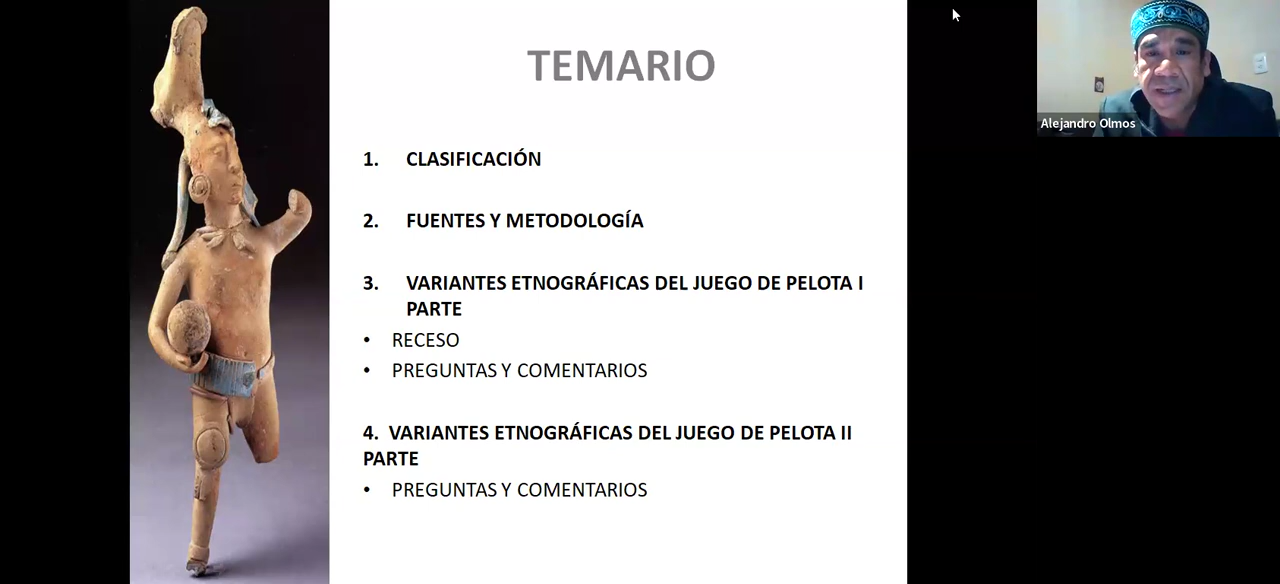 TEMARIO
Alejandro Olmos
1. CLASIFICACIÓN
2. FUENTES Y METODOLOGÍA
3. VARIANTES ETNOGRÁFICAS DEL JUEGO DE PELOTA I
PARTE
• RECESO
• PREGUNTAS Y COMENTARIOS
4. VARIANTES ETNOGRÁFICAS DEL JUEGO DE PELOTA II
PARTE
• PREGUNTAS Y COMENTARIOS